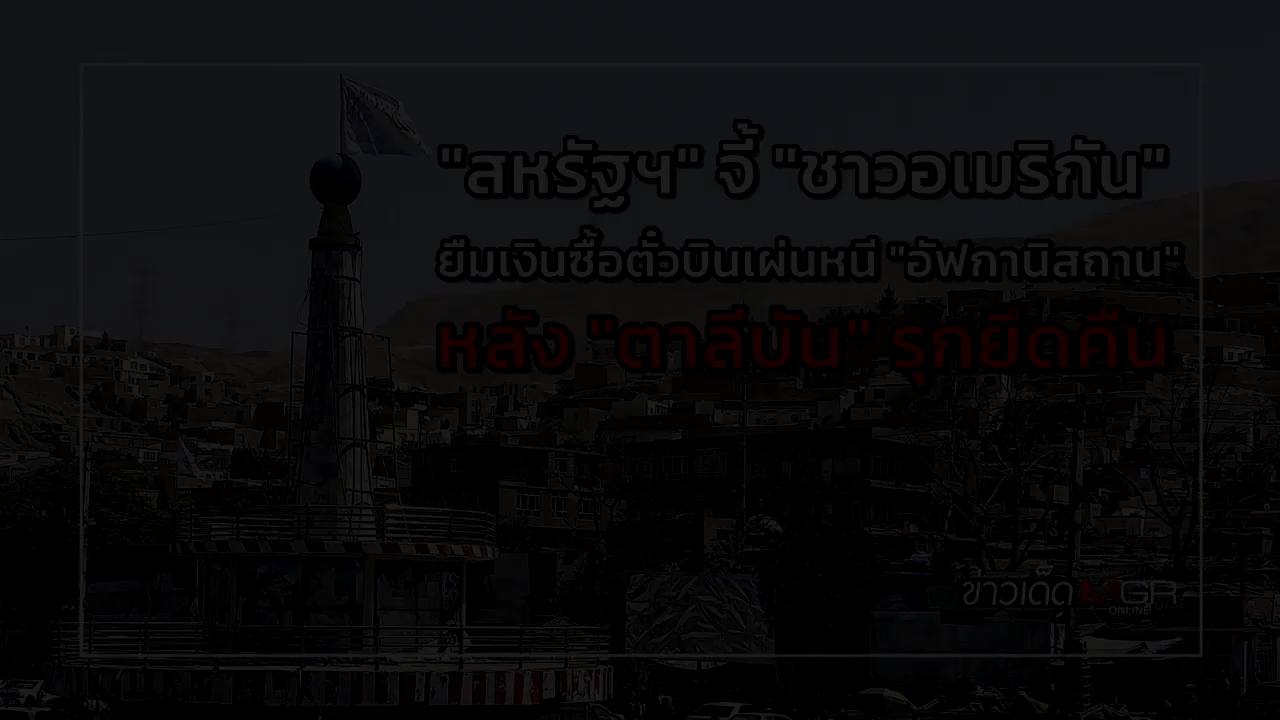 "สหรัฐฯ" จี้ "ชาวอเมริกัน"
ยืมเงินซื้อตั๋วบินเผ่นหนี "อัฟกานิสถาน"
หลัง "ตาลีบัน" รุกยึดคืน
ข่าวเด็ด MGR
ONLINE